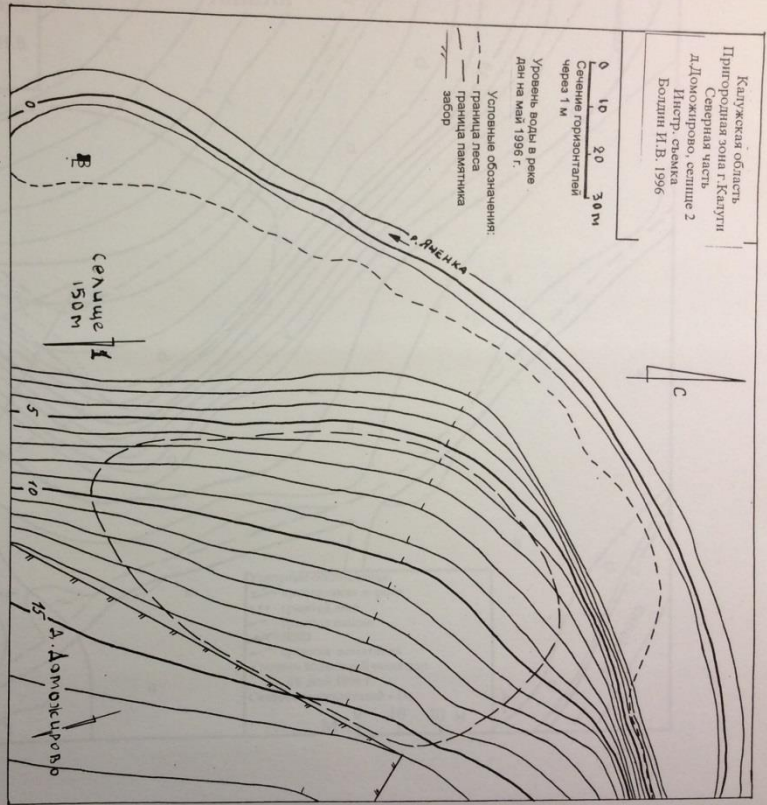 Калужская область
Пригородная зона г.Калуги
Северная часть
д.Доможирово, селище 2
Инстр. съемка
Болдин И.В. 1996
0 10 20 30 м
Сечение горизонталей
через 1 м
Уровень воды в реке
дан на май 1996 г.
Условные обозначения:
граница леса
граница памятника
забор
С
р. Яченка
0
селище 1
150 м
5
10
15
д. Доможирово